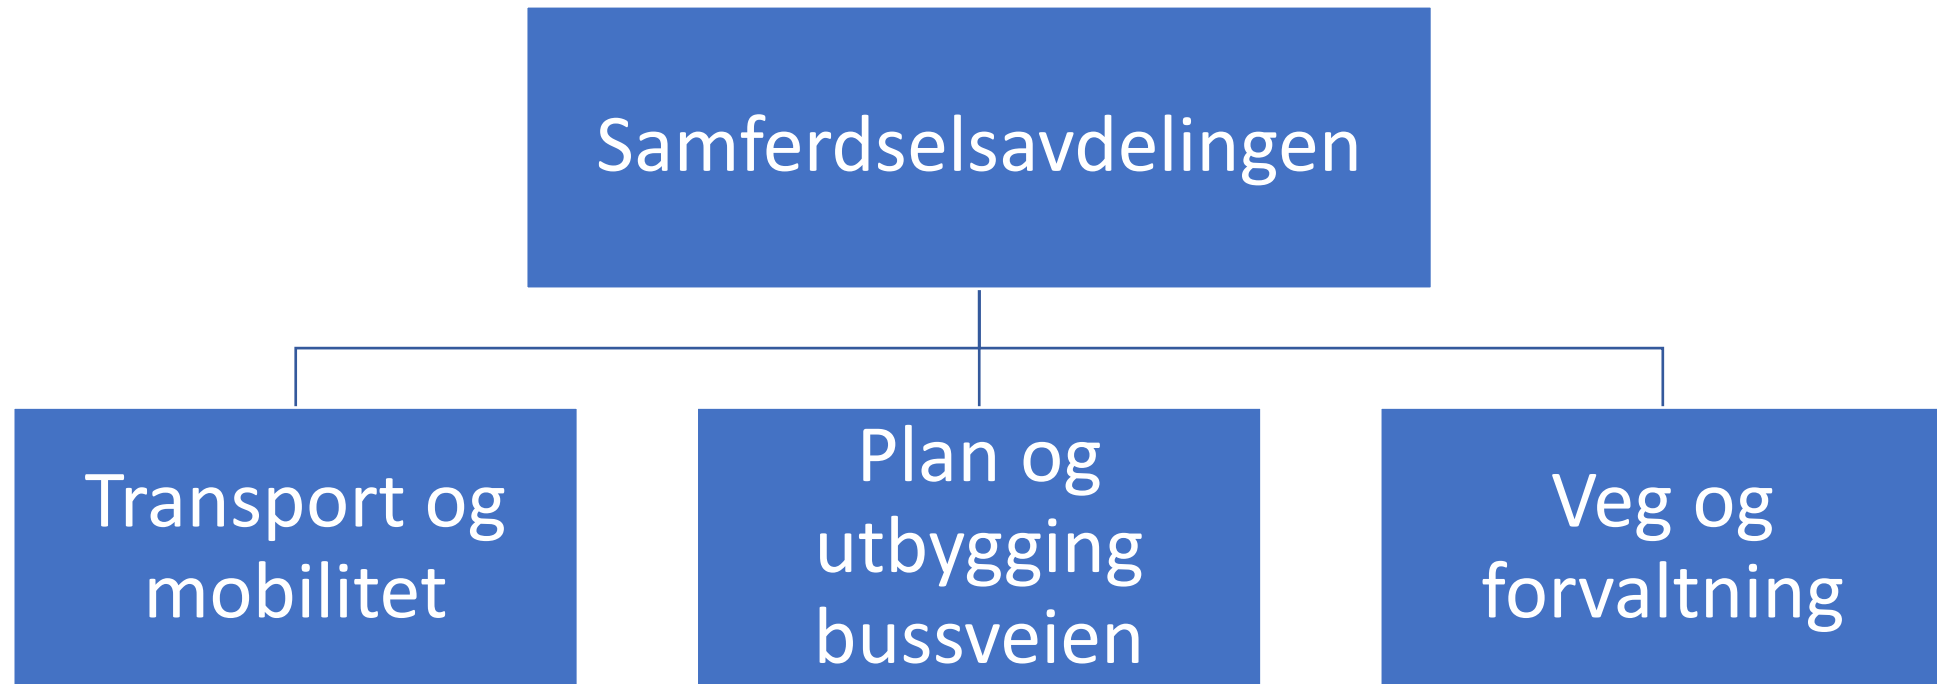 Samferdselsavdelingen
Transport og
mobilitet
Plan og
utbygging
bussveien
Veg og
forvaltning